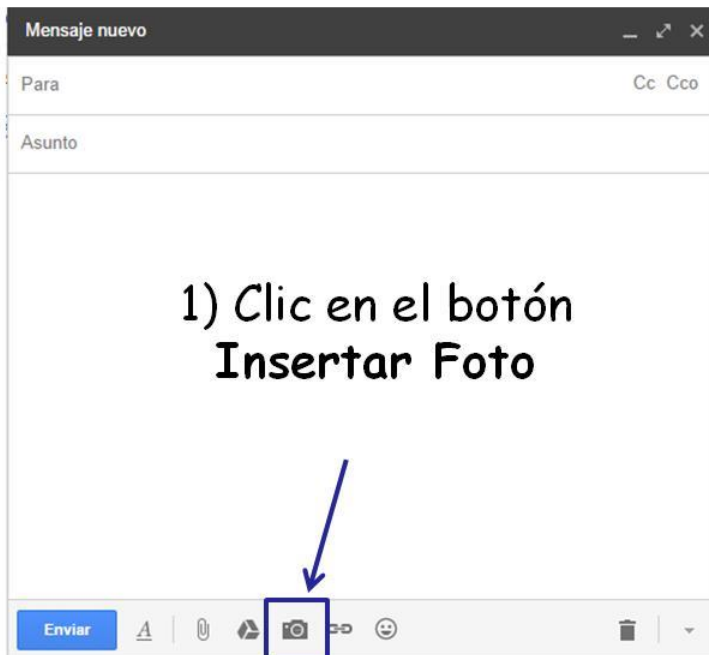 Mensaje nuevo
Para Cc Cco
Asunto
1) Clic en el botón
Insertar Foto
Enviar A